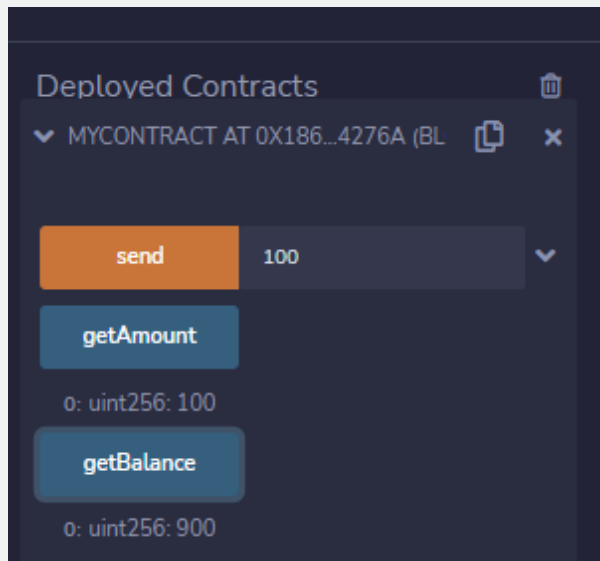 Deployed Contracts
MYCONTRACT AT 0X186...4276A (BL
send 100
getAmount
0: uint256: 100
getBalance
0: uint256: 900